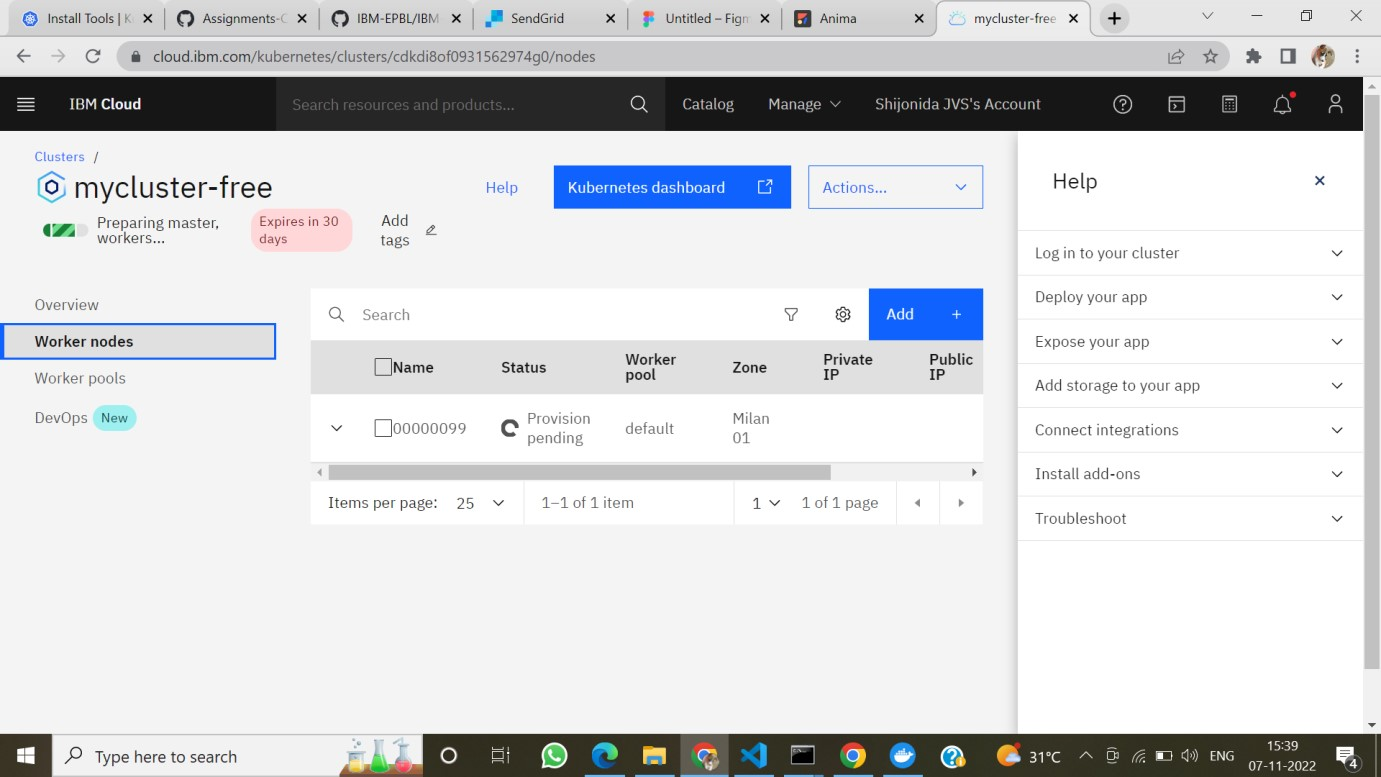 Install Tools | K
Assignments-C
IBM-EPBL/IBM
SendGrid
Untitled – Figm
Anima
mycluster-free
cloud.ibm.com/kubernetes/clusters/cdkdi8of0931562974g0/nodes
IBM Cloud
Search resources and products...
Catalog
Manage
Shijonida JVS's Account
Clusters /
mycluster-free
Help
Kubernetes dashboard
Actions...
Preparing master,
workers...
Expires in 30
days
Add
tags
Overview
Worker nodes
Worker pools
DevOps New
Search
Add +
Name
Status
Worker
pool
Zone
Private
IP
Public
IP
00000099
Provision
pending
default
Milan
01
Items per page: 25
1–1 of 1 item
1
1 of 1 page
Help
Log in to your cluster
Deploy your app
Expose your app
Add storage to your app
Connect integrations
Install add-ons
Troubleshoot
Type here to search
31°C
ENG
15:39
07-11-2022
4